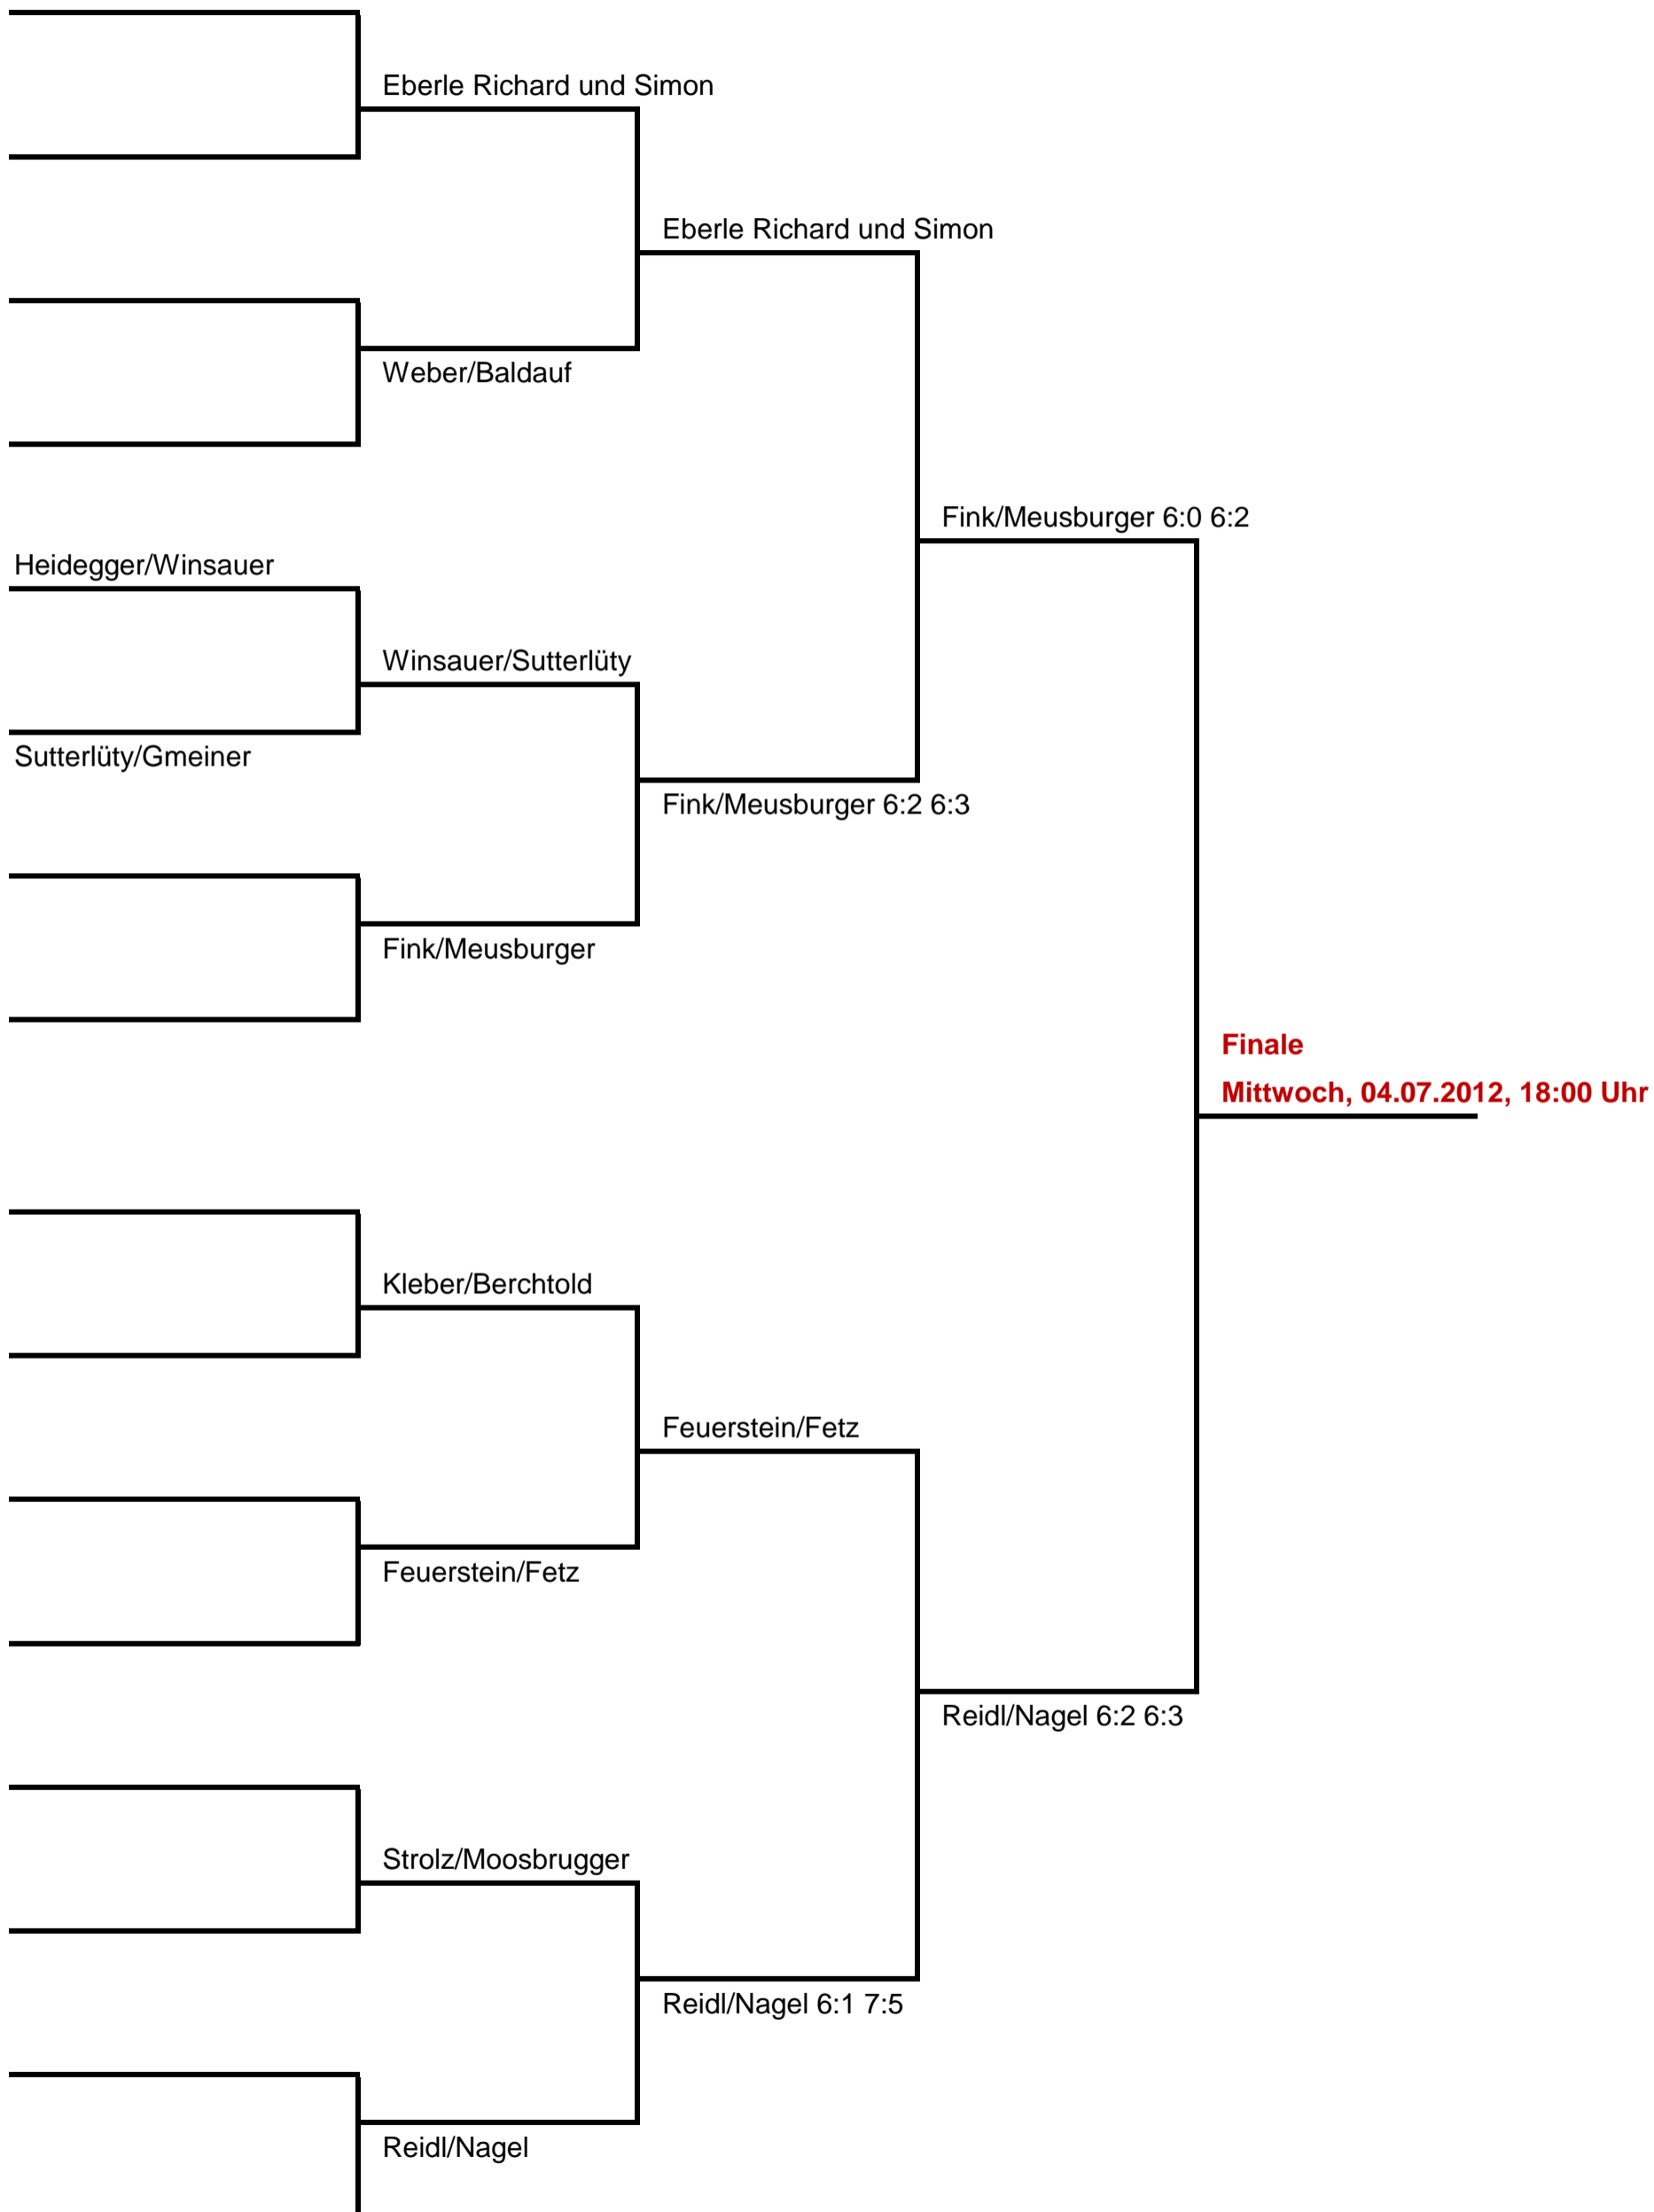 Eberle Richard und Simon
Eberle Richard und Simon
Weber/Baldauf
Fink/Meusburger 6:0 6:2
Heidegger/Winsauer
Winsauer/Sutterlüty
Sutterlüty/Gmeiner
Fink/Meusburger 6:2 6:3
Fink/Meusburger
Finale
Mittwoch, 04.07.2012, 18:00 Uhr
Kleber/Berchtold
Feuerstein/Fetz
Feuerstein/Fetz
Reidl/Nagel 6:2 6:3
Strolz/Moosbrugger
Reidl/Nagel 6:1 7:5
Reidl/Nagel